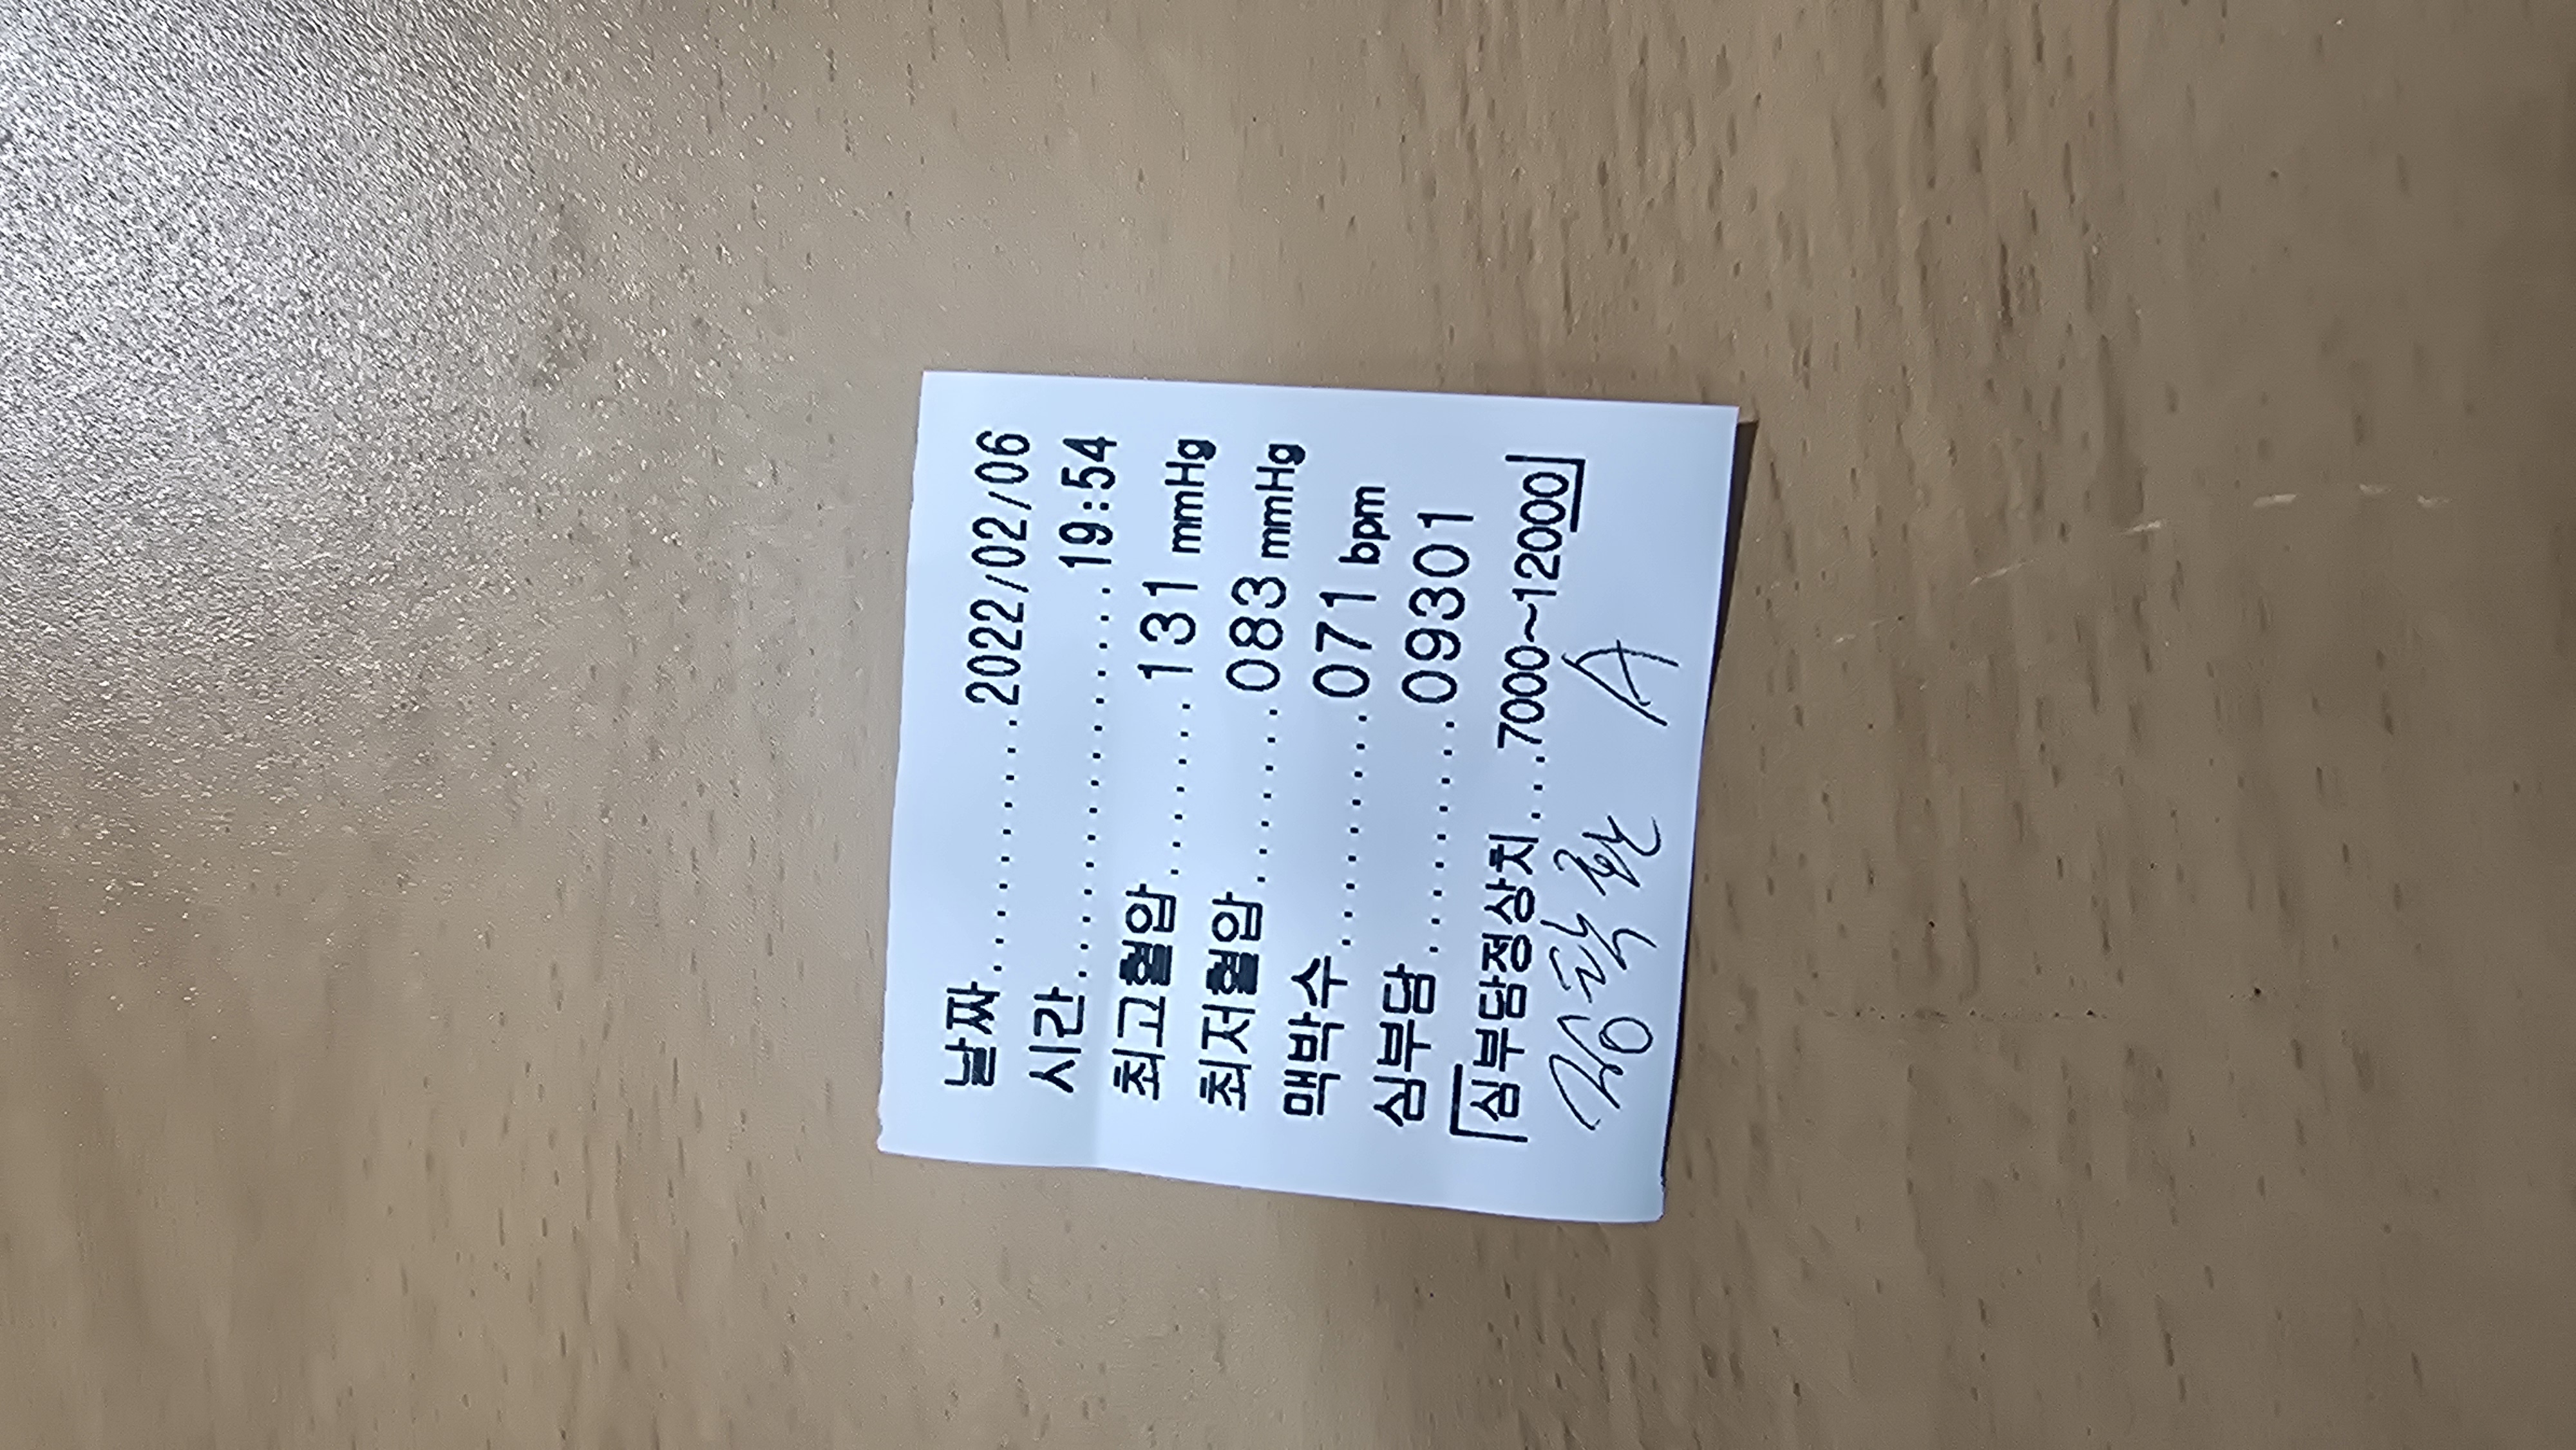 날짜............2022/02/06
시간..................19:54
최고혈압.........131 mmHg
최저혈압.........083 mmHg
맥박수............071 bpm
심부담............09301
심부담정상치....7000~12000
A